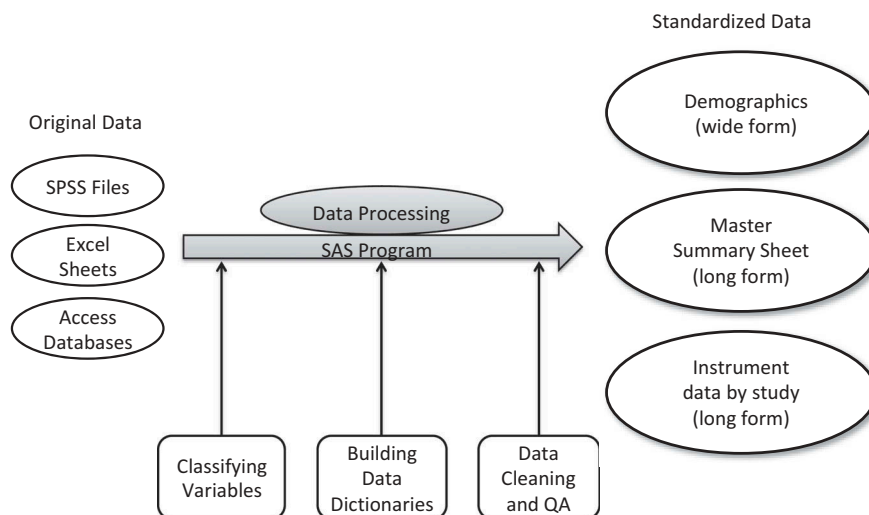 Standardized Data
Original Data
SPSS Files
Excel
Sheets
Access
Databases
Data Processing
SAS Program
Classifying
Variables
Building
Data
Dictionaries
Data
Cleaning
and QA
Demographics
(wide form)
Master
Summary Sheet
(long form)
Instrument
data by study
(long form)